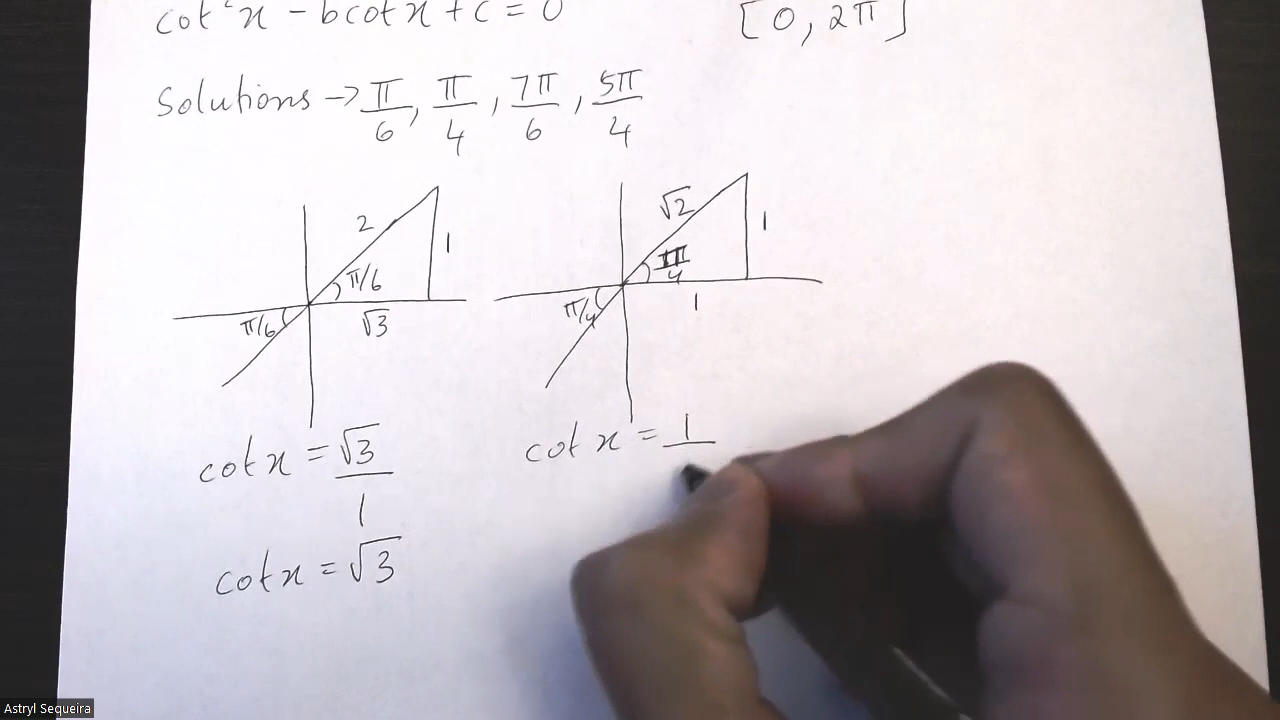 cot²x - bcotx + c = 0 [0, 2π]
Solutions → π/6, π/4, 7π/6, 5π/4
2 1 π/6 π/6 √3
√2 1 π/4 π/4 1
cot x = √3/1
cot x = 1
cot x = √3
Astryl Sequeira